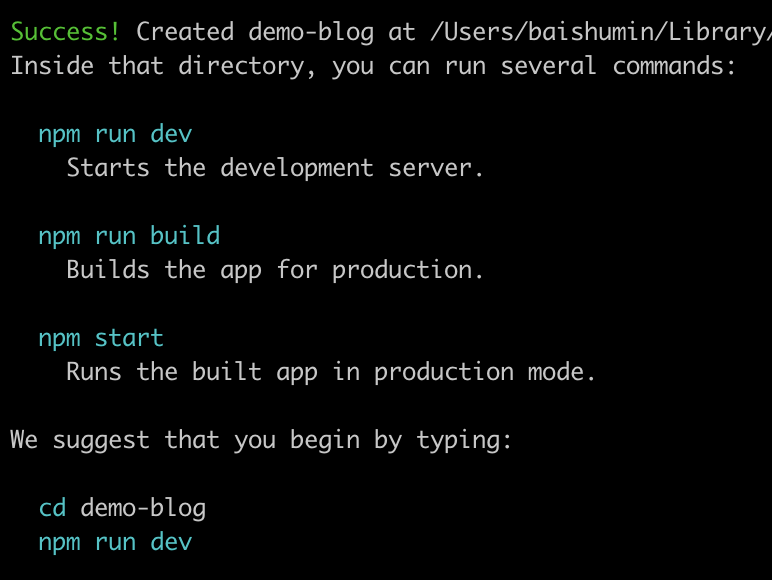 Success! Created demo-blog at /Users/baishumin/Library/
Inside that directory, you can run several commands:
npm run dev
Starts the development server.
npm run build
Builds the app for production.
npm start
Runs the built app in production mode.
We suggest that you begin by typing:
cd demo-blog
npm run dev